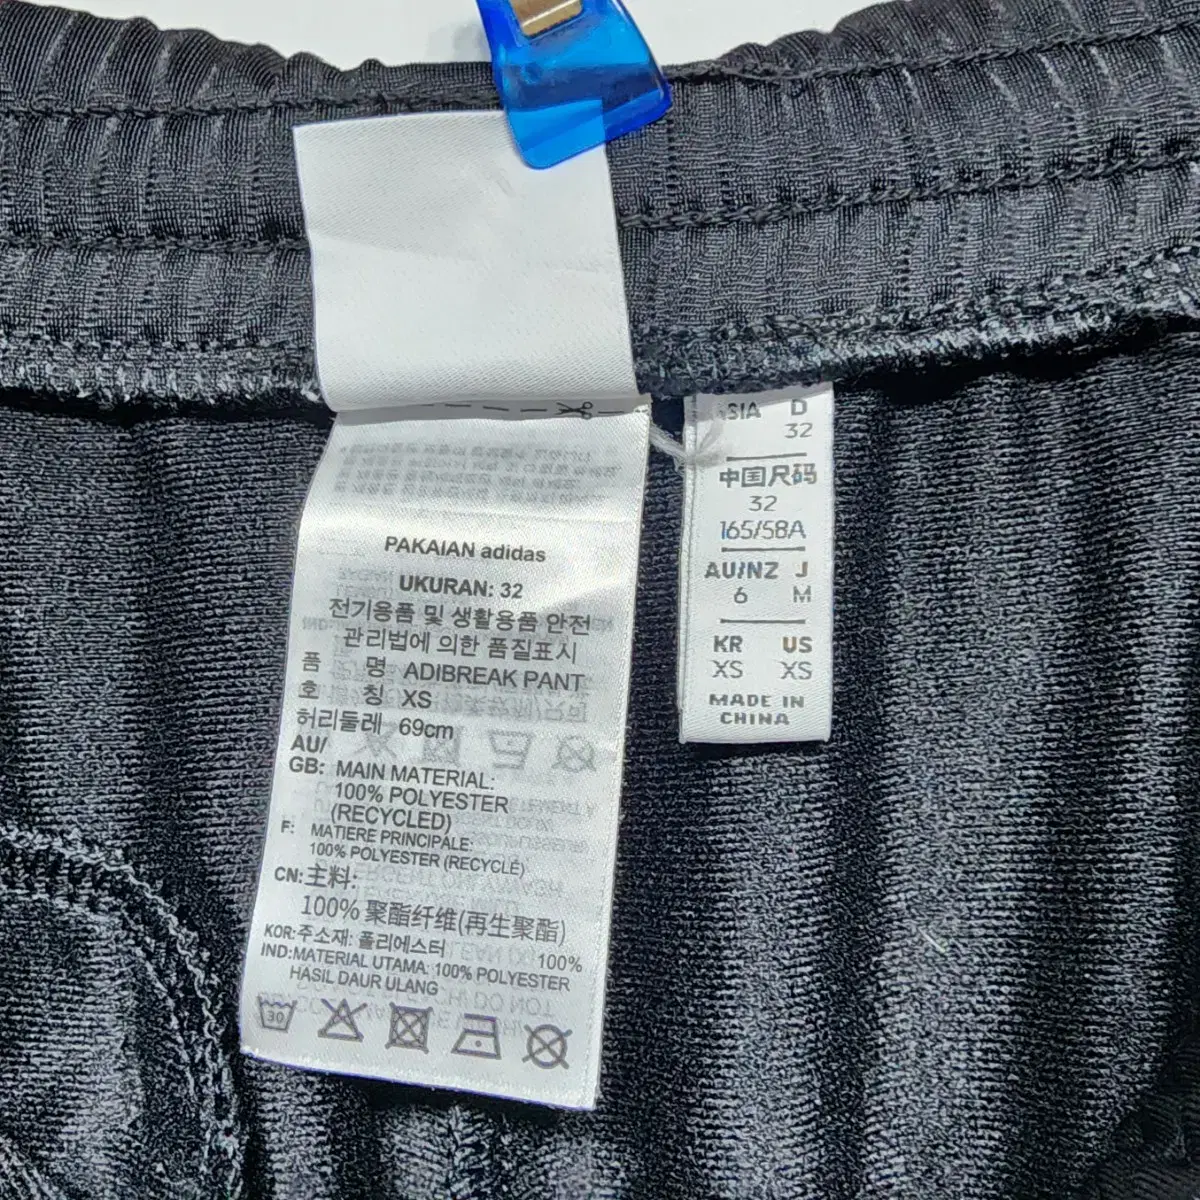 PAKAIAN adidas
UKURAN: 32
전기용품 및 생활용품 안전
관리법에 의한 품질표시
품 명 ADIBREAK PANT
호 칭 XS
허리둘레 69cm
AU/
GB: MAIN MATERIAL:
100% POLYESTER
(RECYCLED)
F: MATIERE PRINCIPALE:
100% POLYESTER (RECYCLÉ)
CN:主料:
100% 聚酯纤维(再生聚酯)
KOR:주소재: 폴리에스터 100%
IND:MATERIAL UTAMA: 100% POLYESTER
HASIL DAUR ULANG
30
D
32
中国尺码
32
165/58A
AU/NZ J
6 M
KR US
XS XS
MADE IN
CHINA